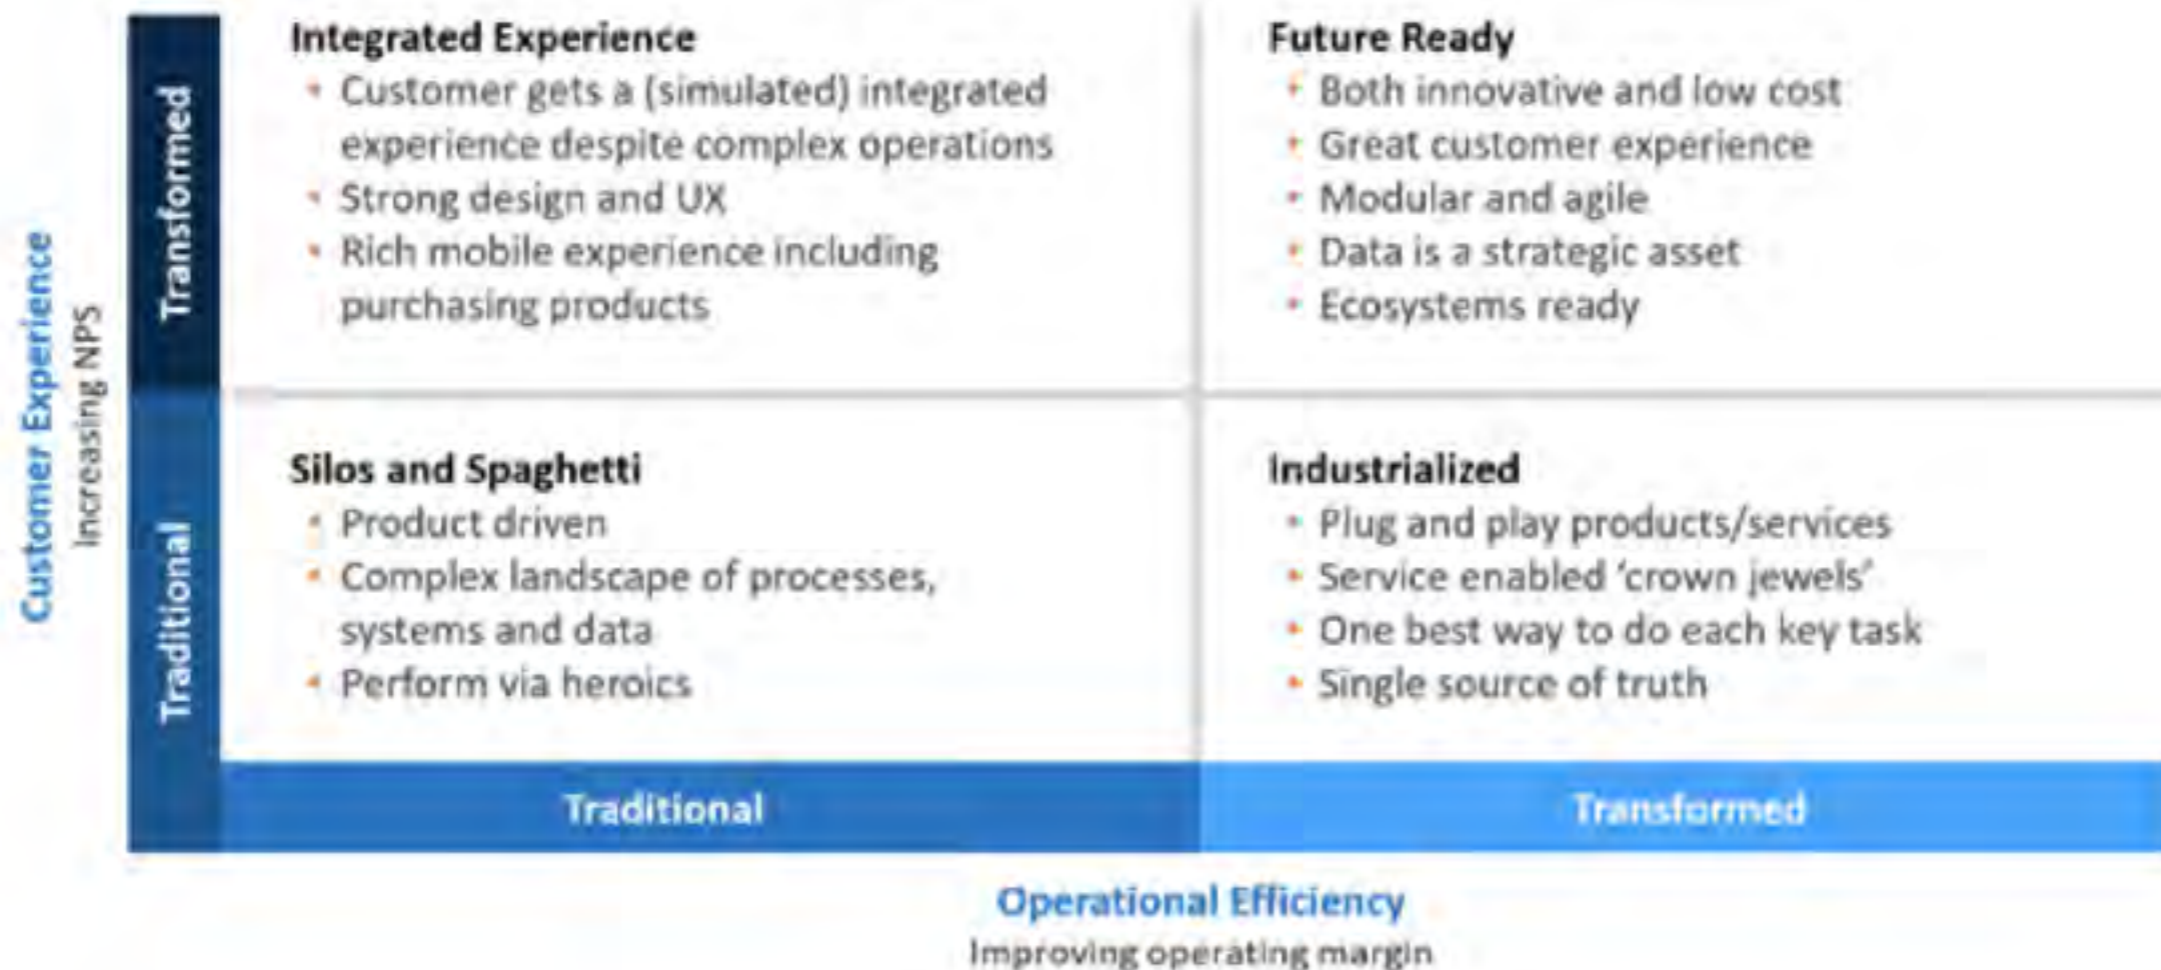 Customer Experience
Increasing NPS
Transformed
Traditional
Integrated Experience
• Customer gets a (simulated) integrated
experience despite complex operations
• Strong design and UX
• Rich mobile experience including
purchasing products
Future Ready
• Both innovative and low cost
• Great customer experience
• Modular and agile
• Data is a strategic asset
• Ecosystems ready
Silos and Spaghetti
• Product driven
• Complex landscape of processes,
systems and data
• Perform via heroics
Industrialized
• Plug and play products/services
• Service enabled ‘crown jewels’
• One best way to do each key task
• Single source of truth
Traditional
Transformed
Operational Efficiency
Improving operating margin